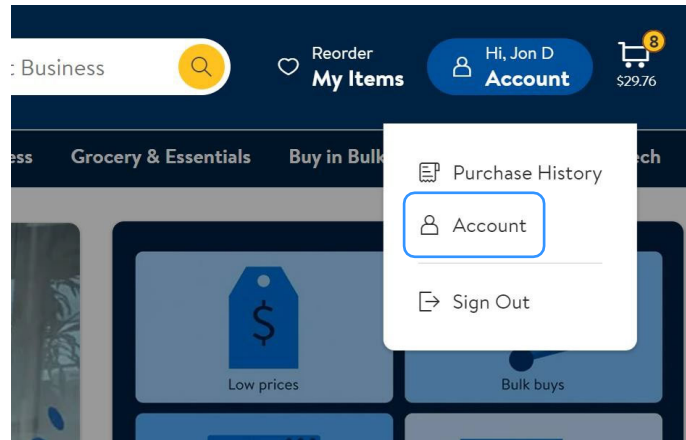 Business
Reorder
My Items
Hi, Jon D
Account
8
$29.76
Grocery & Essentials
Buy in Bulk
Purchase History
Account
Sign Out
$
Low prices
Bulk buys